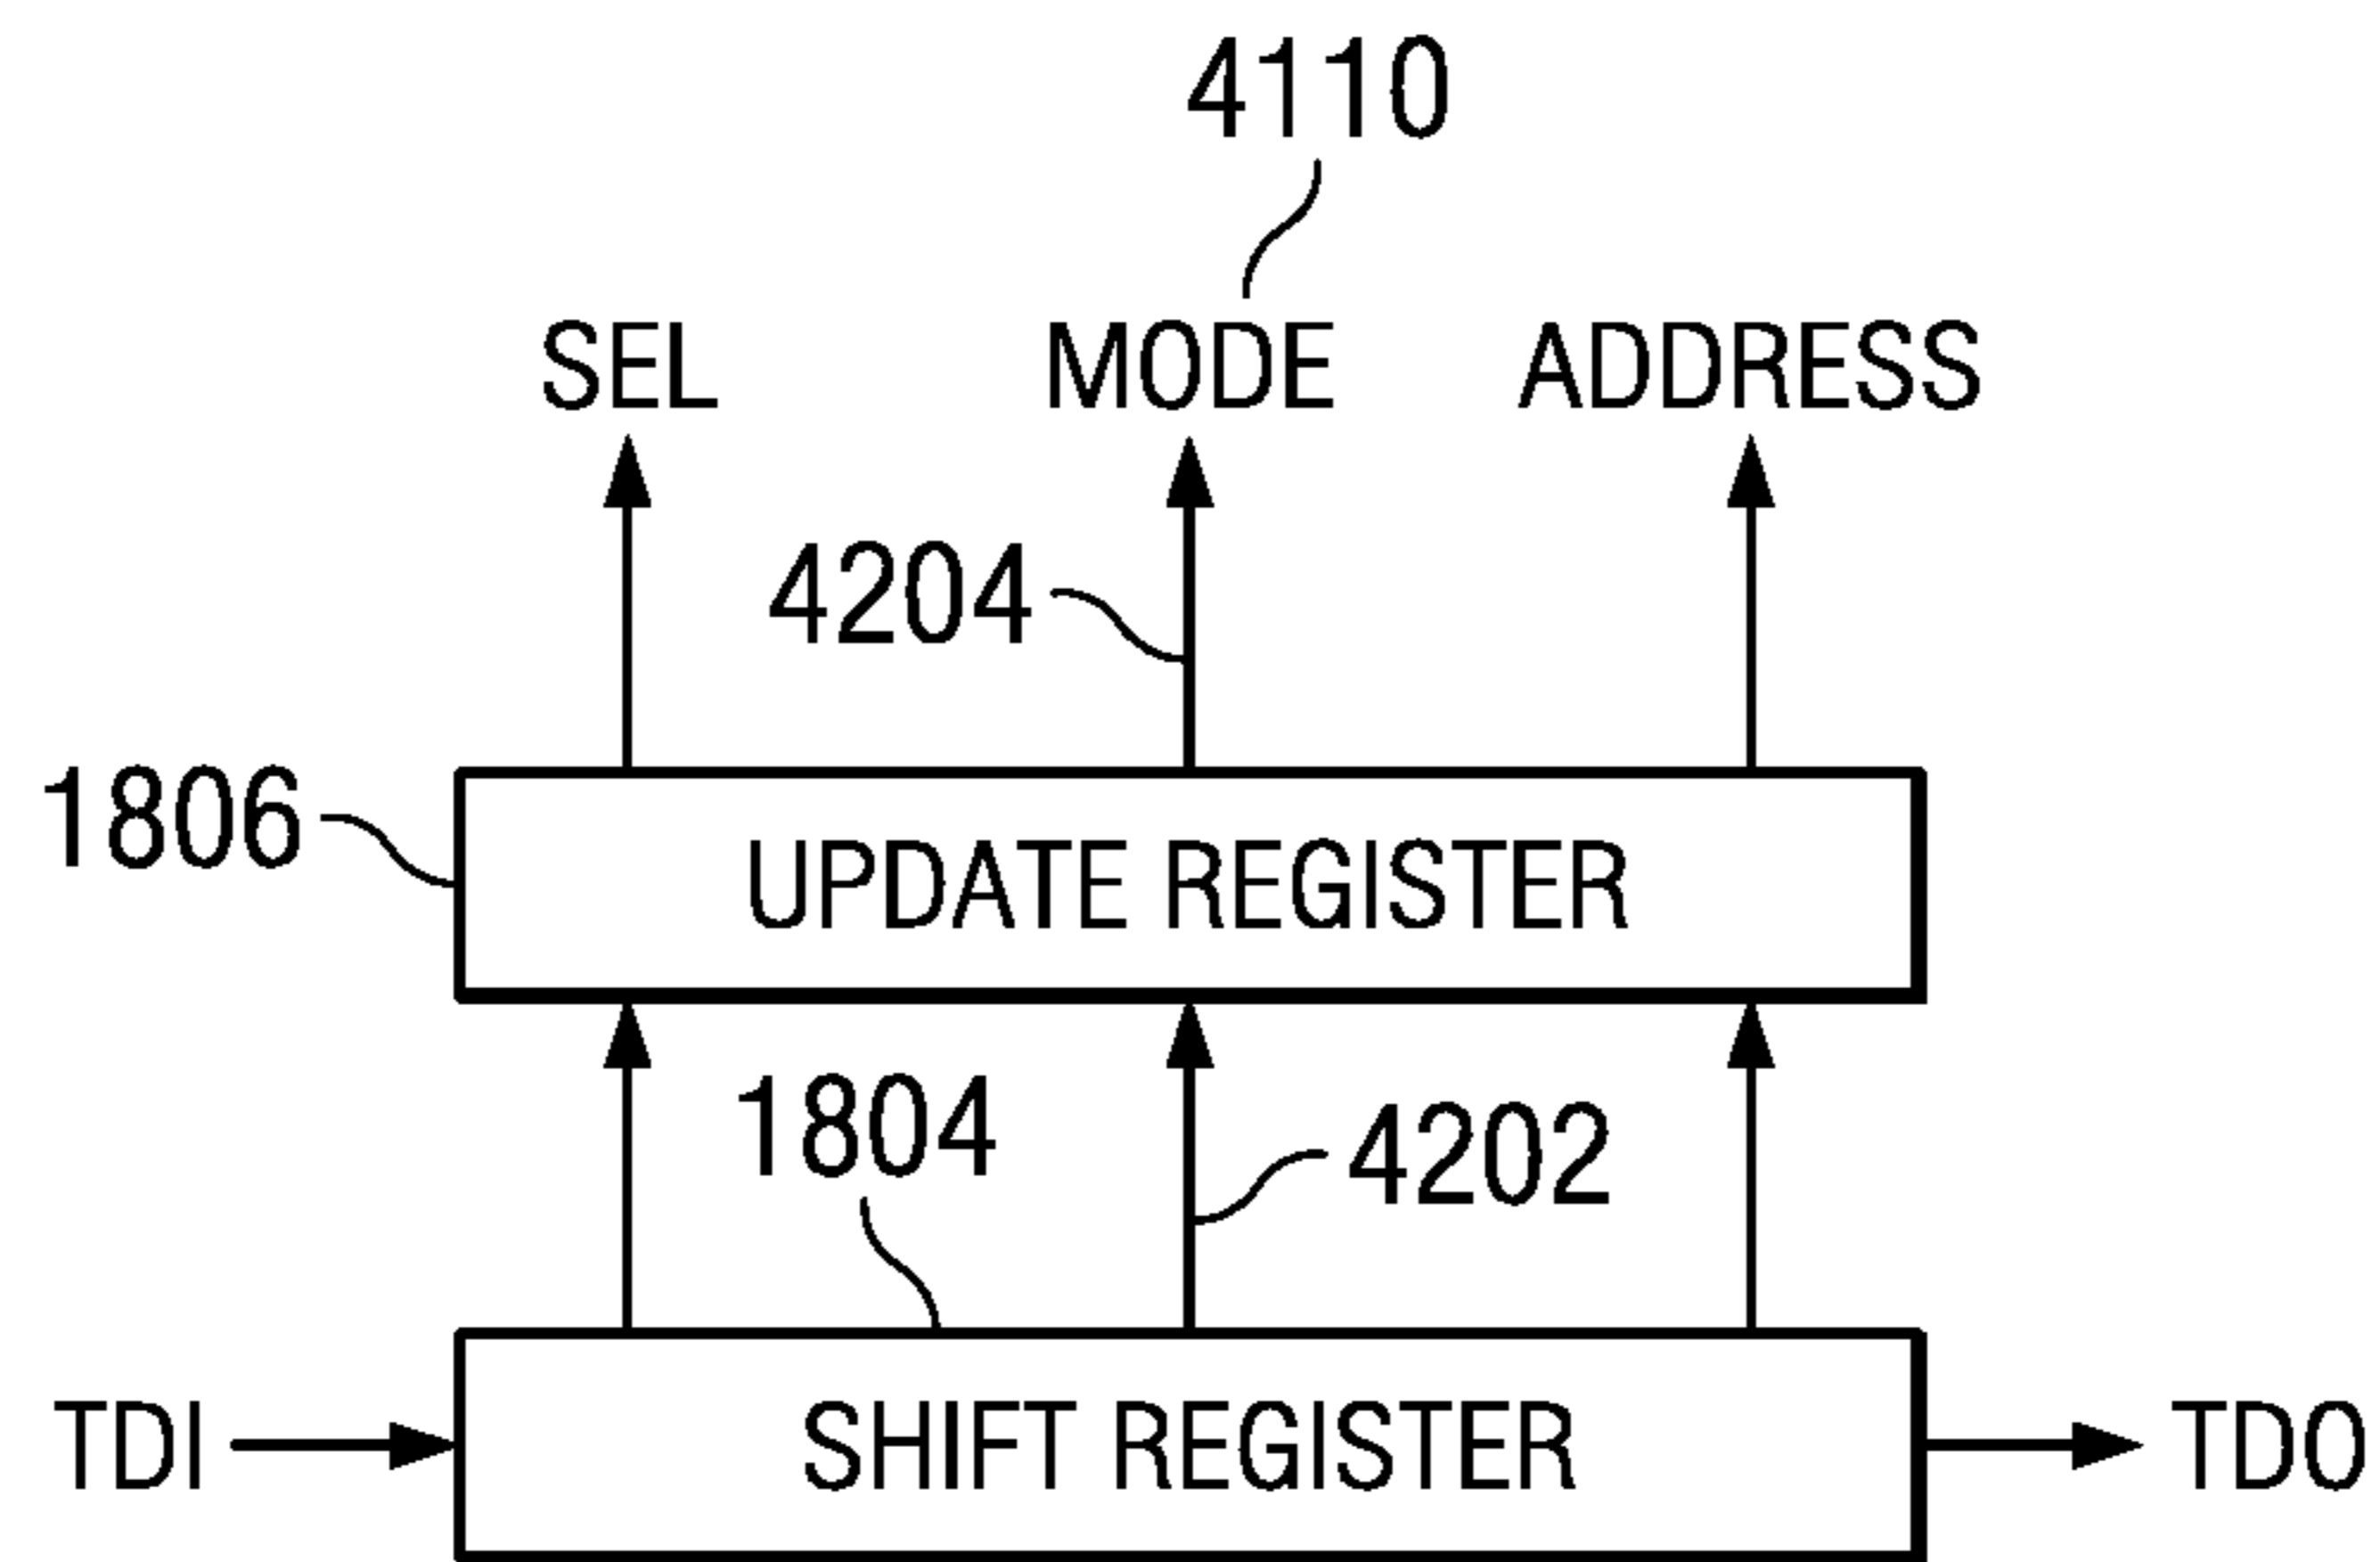 4110
SEL MODE ADDRESS
4204
1806
UPDATE REGISTER
1804
4202
TDI
SHIFT REGISTER
TDO